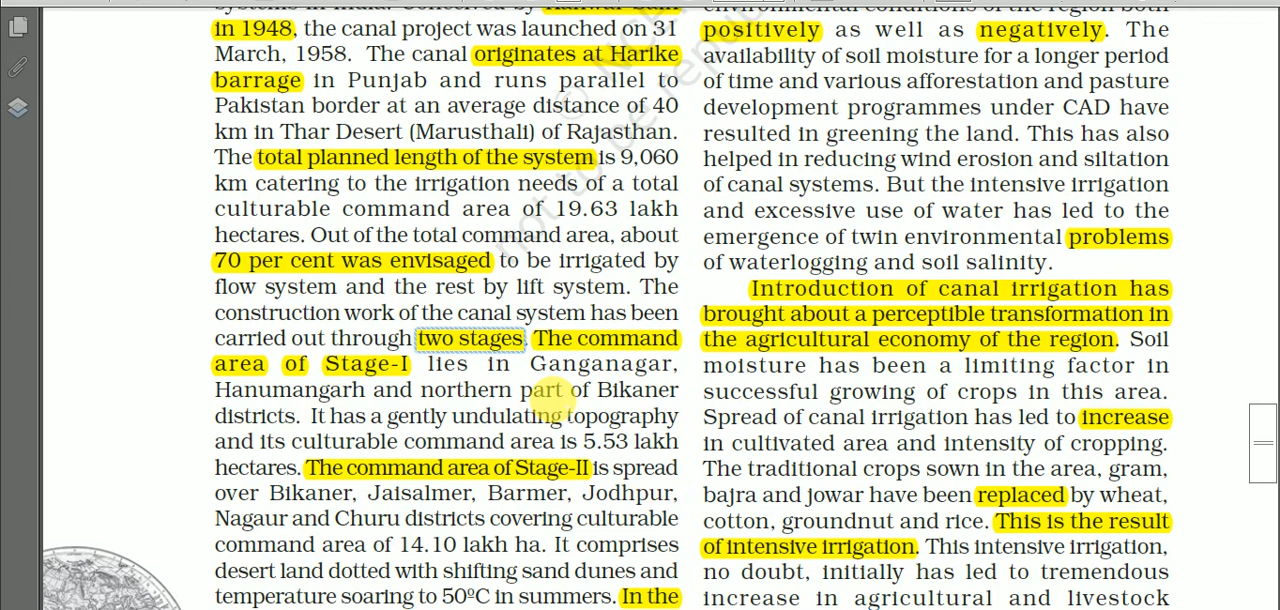 in 1948, the canal project was launched on 31
March, 1958. The canal originates at Harike
barrage in Punjab and runs parallel to
Pakistan border at an average distance of 40
km in Thar Desert (Marusthali) of Rajasthan.
The total planned length of the system is 9,060
km catering to the irrigation needs of a total
culturable command area of 19.63 lakh
hectares. Out of the total command area, about
70 per cent was envisaged to be irrigated by
flow system and the rest by lift system. The
construction work of the canal system has been
carried out through two stages. The command
area of Stage-I lies in Ganganagar,
Hanumangarh and northern part of Bikaner
districts. It has a gently undulating topography
and its culturable command area is 5.53 lakh
hectares. The command area of Stage-II is spread
over Bikaner, Jaisalmer, Barmer, Jodhpur,
Nagaur and Churu districts covering culturable
command area of 14.10 lakh ha. It comprises
desert land dotted with shifting sand dunes and
temperature soaring to 50ºC in summers. In the
environmental conditions of the region both
positively as well as negatively. The
availability of soil moisture for a longer period
of time and various afforestation and pasture
development programmes under CAD have
resulted in greening the land. This has also
helped in reducing wind erosion and siltation
of canal systems. But the intensive irrigation
and excessive use of water has led to the
emergence of twin environmental problems
of waterlogging and soil salinity.
Introduction of canal irrigation has
brought about a perceptible transformation in
the agricultural economy of the region. Soil
moisture has been a limiting factor in
successful growing of crops in this area.
Spread of canal irrigation has led to increase
in cultivated area and intensity of cropping.
The traditional crops sown in the area, gram,
bajra and jowar have been replaced by wheat,
cotton, groundnut and rice. This is the result
of intensive irrigation. This intensive irrigation,
no doubt, initially has led to tremendous
increase in agricultural and livestock
not to be repu